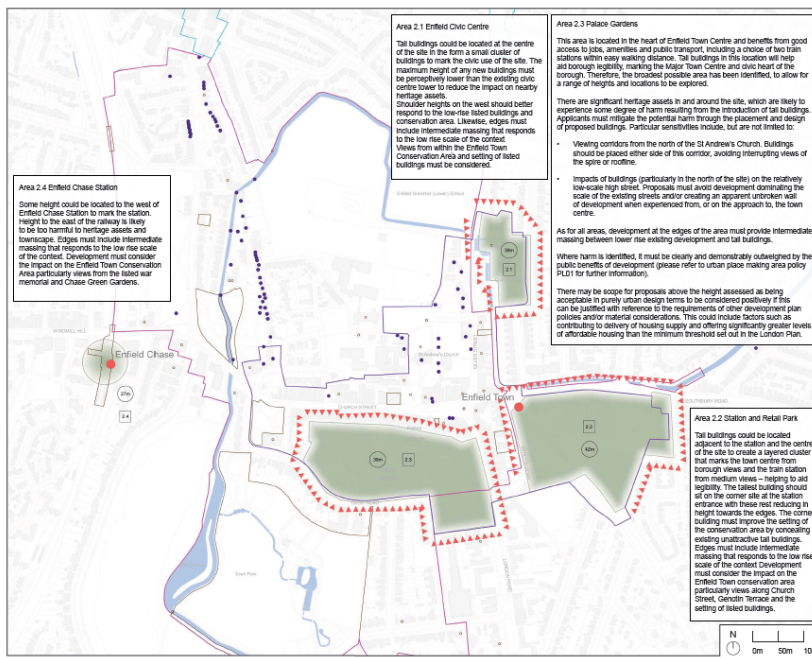 Area 2.1 Enfield Civic Centre
Tall buildings could be located at the centre
of the site in the form a small cluster of
buildings to mark the civic use of the site. The
maximum height of any new buildings must
be perceptively lower than the existing civic
centre tower to reduce the impact on nearby
heritage assets.
Shoulder heights on the west should better
respond to the low-rise listed buildings and
conservation area. Likewise, edges must
include intermediate massing that responds
to the low rise scale of the context
Views from within the Enfield Town
Conservation Area and setting of listed
buildings must be considered.
Area 2.3 Palace Gardens
This area is located in the heart of Enfield Town Centre and benefits from good
access to jobs, amenities and public transport, including a choice of two train
stations within easy walking distance. Tall buildings in this location will help
aid borough legibility, marking the Major Town Centre and civic heart of the
borough. Therefore, the broadest possible area has been identified, to allow for
a range of heights and locations to be explored.
There are significant heritage assets in and around the site, which are likely to
experience some degree of harm resulting from the introduction of tall buildings.
Applicants must mitigate the potential harm through the placement and design
of proposed buildings. Particular sensitivities include, but are not limited to:
• Viewing corridors from the north of the St Andrew's Church. Buildings
should be placed either side of this corridor, avoiding interrupting views of
the spire or roofline.
• Impacts of buildings (particularly in the north of the site) on the relatively
low-scale high street. Proposals must avoid development dominating the
scale of the existing streets and/or creating an apparent unbroken wall
of development when experienced from, or on the approach to, the town
centre.
As for all areas, development at the edges of the area must provide intermediate
massing between lower rise existing development and tall buildings.
Where harm is identified, it must be clearly and demonstrably outweighed by the
public benefits of development (please refer to urban place making area policy
PL01 for further information).
There may be scope for proposals above the height assessed as being
acceptable in purely urban design terms to be considered positively if this
can be justified with reference to the requirements of other development plan
policies and/or material considerations. This could include factors such as
contributing to delivery of housing supply and offering significantly greater levels
of affordable housing than the minimum threshold set out in the London Plan.
Area 2.4 Enfield Chase Station
Some height could be located to the west of
Enfield Chase Station to mark the station.
Height to the east of the railway is likely
to be too harmful to heritage assets and
townscape. Edges must include intermediate
massing that responds to the low rise scale
of the context. Development must consider
the impact on the Enfield Town Conservation
Area particularly views from the listed war
memorial and Chase Green Gardens.
2.1
WINDMILL HILL
Enfield Chase
2.4
St Andrew's Church
Enfield Town
CHURCH STREET
SOUTHBURY ROAD
2.2
Town Park
Area 2.2 Station and Retail Park
Tall buildings could be located
adjacent to the station and the centre
of the site to create a layered cluster
that marks the town centre from
borough views and the train station
from medium views – helping to aid
legibility. The tallest building should
sit on the corner site at the station
entrance with these rest reducing in
height towards the edges. The corner
building must improve the setting of
the conservation area by concealing
existing unattractive tall buildings.
Edges must include intermediate
massing that responds to the low rise
scale of the context Development
must consider the impact on the
Enfield Town conservation area
particularly views along Church
Street, Genotin Terrace and the
setting of listed buildings.
N
0m 50m